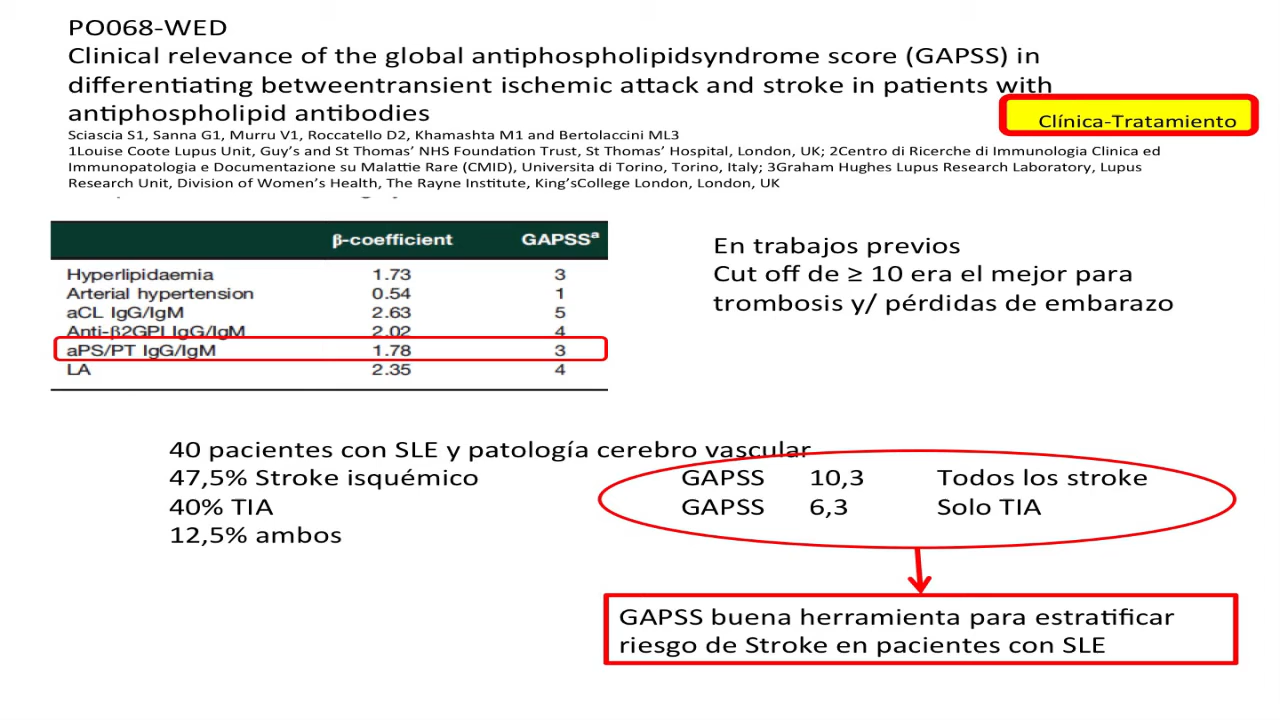 PO068-WED
Clinical relevance of the global antiphospholipidsyndrome score (GAPSS) in
differentiating betweentransient ischemic attack and stroke in patients with
antiphospholipid antibodies
Clínica-Tratamiento
Sciascia S1, Sanna G1, Murru V1, Roccatello D2, Khamashta M1 and Bertolaccini ML3
1Louise Coote Lupus Unit, Guy’s and St Thomas’ NHS Foundation Trust, St Thomas’ Hospital, London, UK; 2Centro di Ricerche di Immunologia Clinica ed
Immunopatologia e Documentazione su Malattie Rare (CMID), Universita di Torino, Torino, Italy; 3Graham Hughes Lupus Research Laboratory, Lupus
Research Unit, Division of Women’s Health, The Rayne Institute, King’sCollege London, London, UK
β-coefficient GAPSSa
Hyperlipidaemia 1.73 3
Arterial hypertension 0.54 1
aCL IgG/IgM 2.63 5
Anti-β2GPI IgG/IgM 2.02 4
aPS/PT IgG/IgM 1.78 3
LA 2.35 4
En trabajos previos
Cut off de ≥ 10 era el mejor para
trombosis y/ pérdidas de embarazo
40 pacientes con SLE y patología cerebro vascular
47,5% Stroke isquémico
40% TIA
12,5% ambos
GAPSS 10,3 Todos los stroke
GAPSS 6,3 Solo TIA
GAPSS buena herramienta para estratificar
riesgo de Stroke en pacientes con SLE